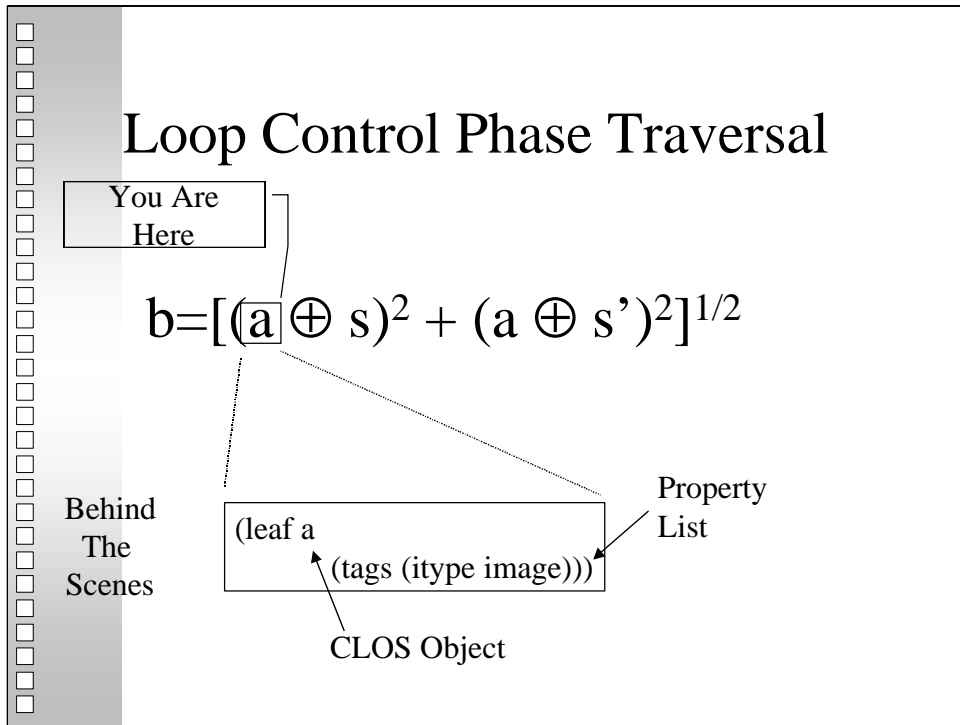 Loop Control Phase Traversal
You Are
Here
b=[(a ⊕ s)² + (a ⊕ s’)²]¹/²
Behind
The
Scenes
(leaf a
(tags (itype image)))
Property
List
CLOS Object